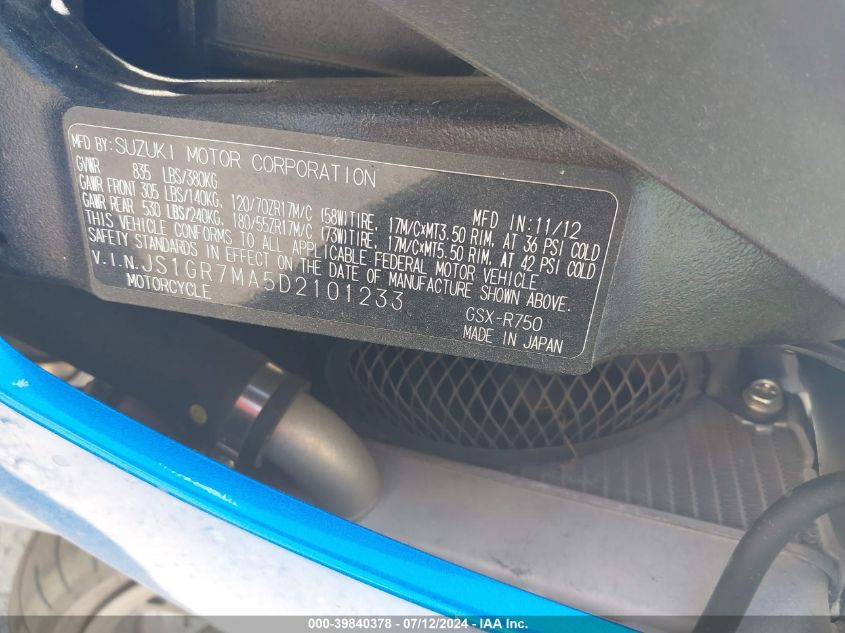 MFD BY: SUZUKI MOTOR CORPORATION
GVWR 835 LBS/380KG MFD IN: 11/12
GAWR FRONT 305 LBS/140KG, 120/70ZR17M/C (58W)TIRE, 17M/C×MT3.50 RIM, AT 36 PSI COLD
GAWR REAR 530 LBS/240KG, 180/55ZR17M/C (73W)TIRE, 17M/C×MT5.50 RIM, AT 42 PSI COLD
THIS VEHICLE CONFORMS TO ALL APPLICABLE FEDERAL MOTOR VEHICLE
SAFETY STANDARDS IN EFFECT ON THE DATE OF MANUFACTURE SHOWN ABOVE.
V.I.N. JS1GR7MA5D2101233
MOTORCYCLE GSX-R750
MADE IN JAPAN
000-39840378 - 07/12/2024 - IAA Inc.